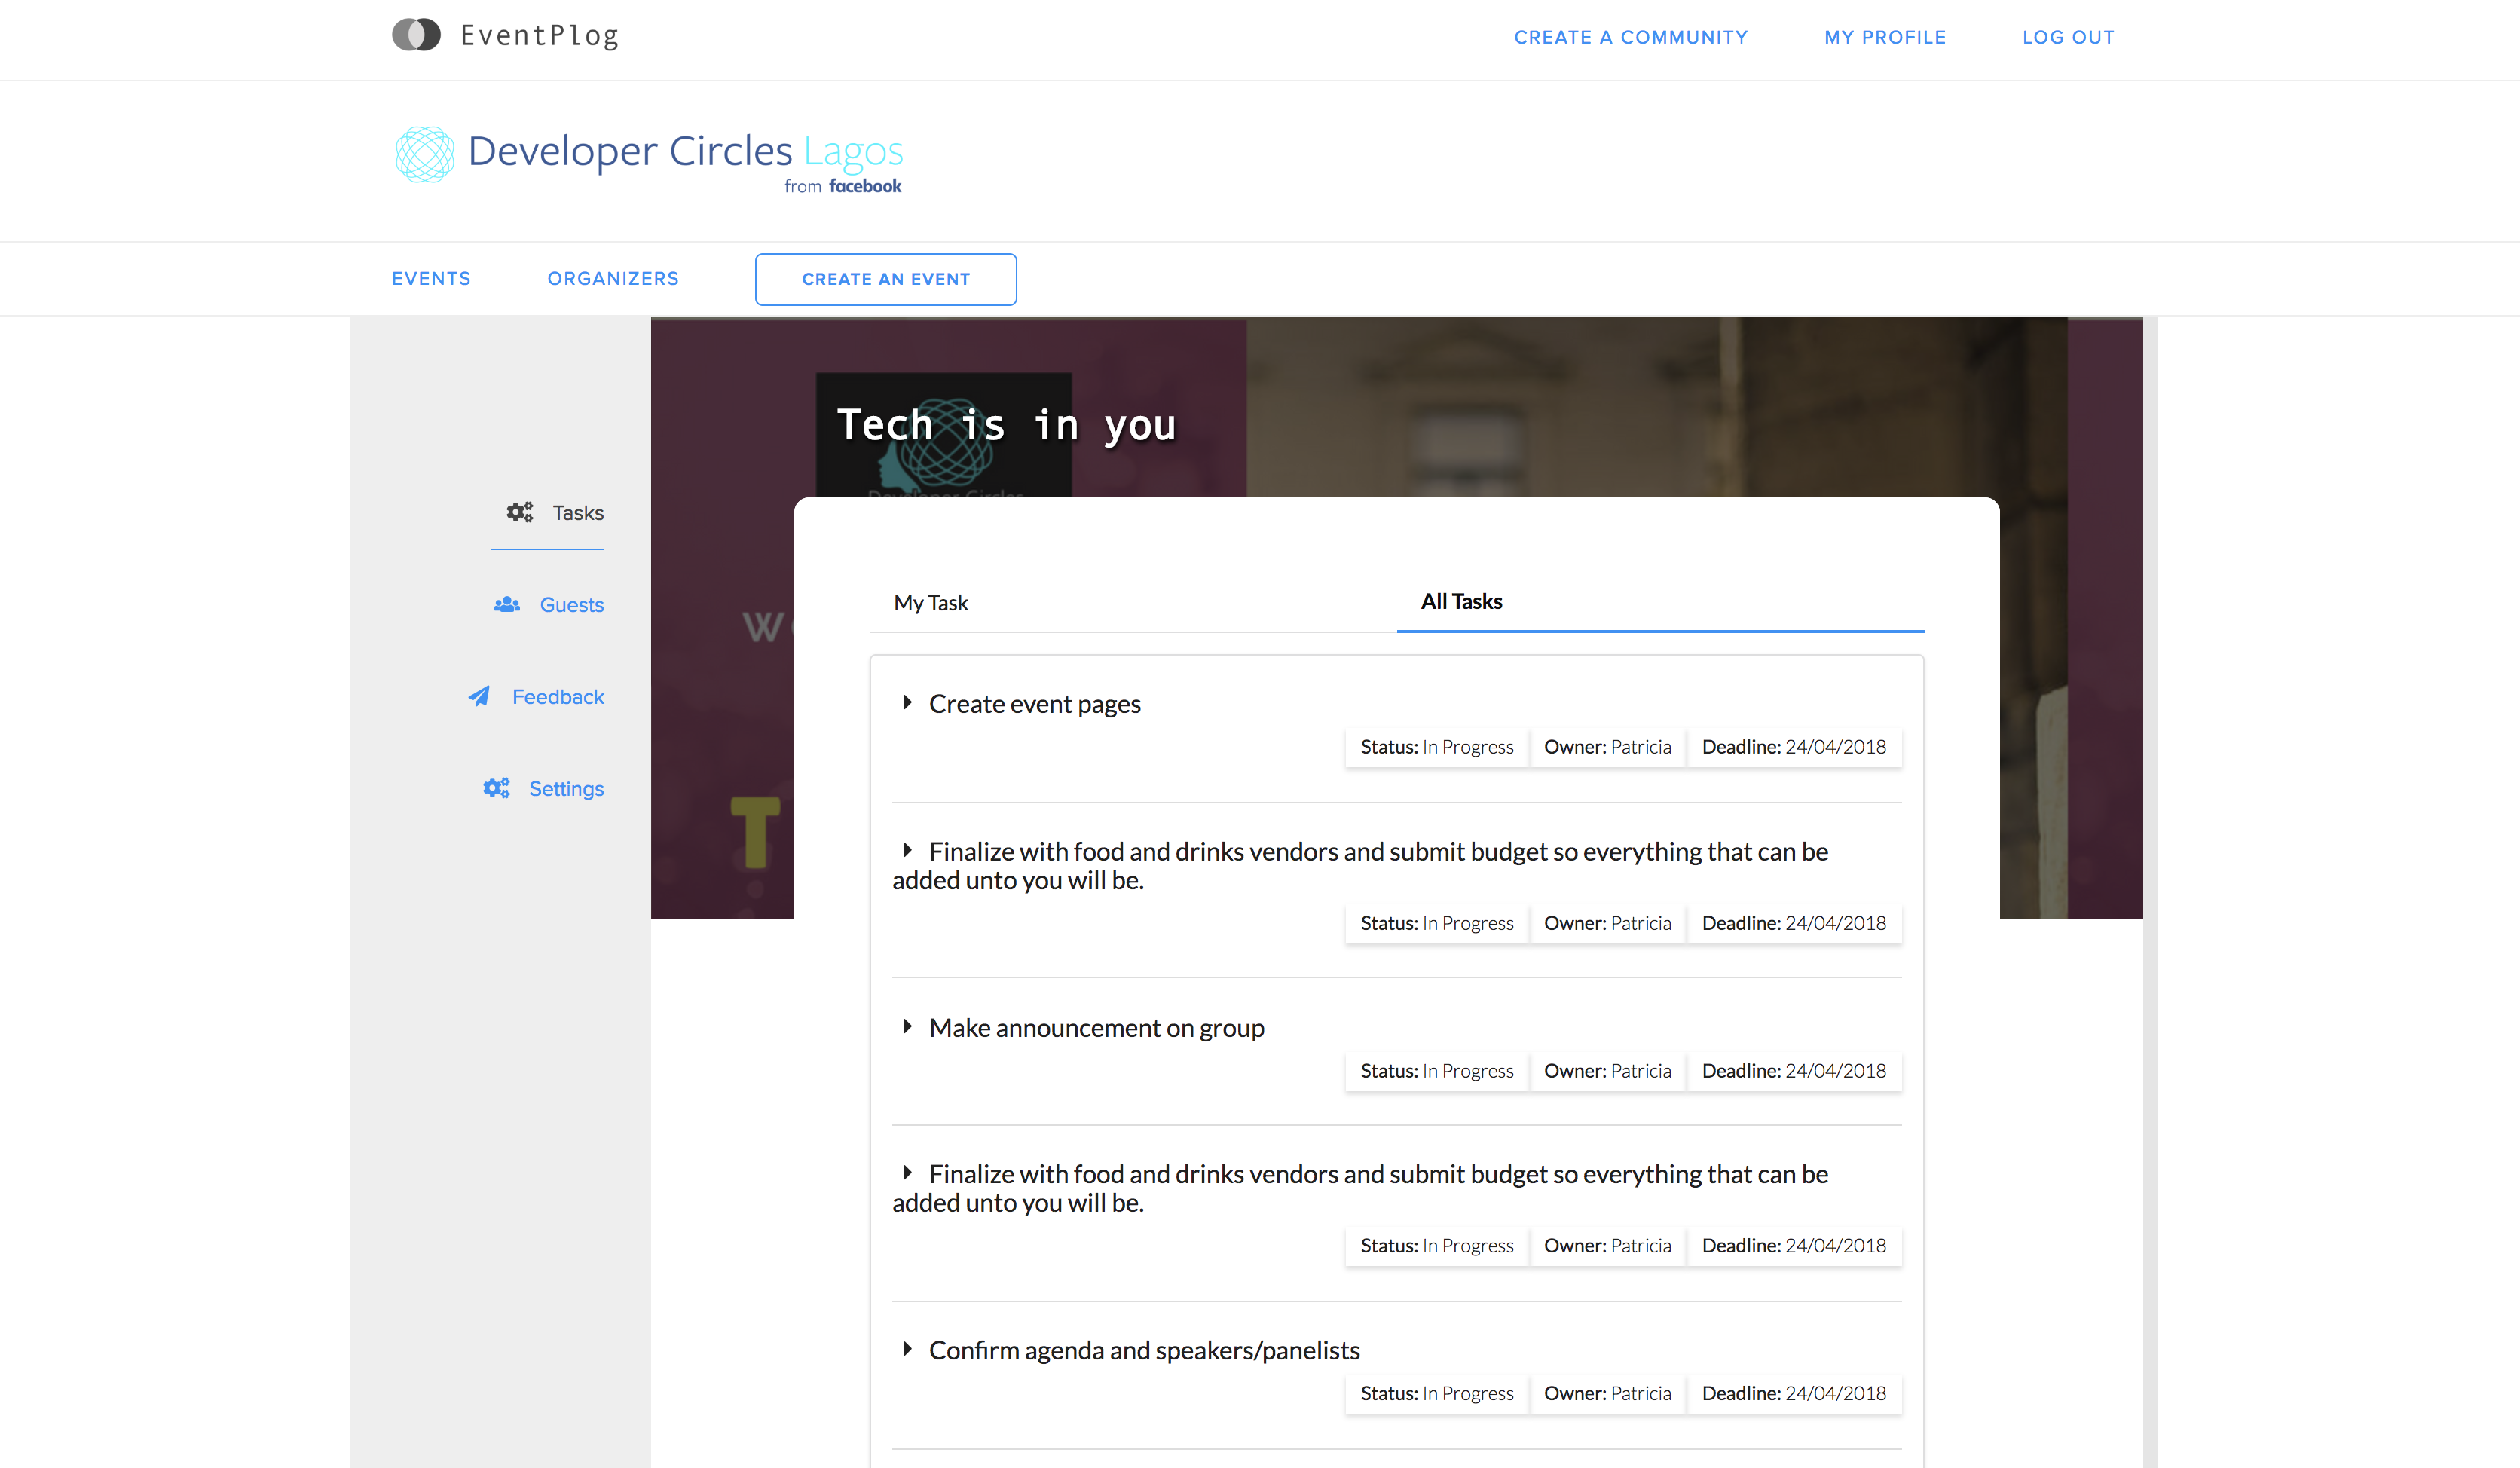 EventPlog
CREATE A COMMUNITY
MY PROFILE
LOG OUT
Developer Circles Lagos
from facebook
EVENTS
ORGANIZERS
CREATE AN EVENT
Tech is in you
Developer Circles
Tasks
Guests
Feedback
Settings
W
T
My Task
All Tasks
Create event pages
Status: In Progress Owner: Patricia Deadline: 24/04/2018
Finalize with food and drinks vendors and submit budget so everything that can be
added unto you will be.
Status: In Progress Owner: Patricia Deadline: 24/04/2018
Make announcement on group
Status: In Progress Owner: Patricia Deadline: 24/04/2018
Finalize with food and drinks vendors and submit budget so everything that can be
added unto you will be.
Status: In Progress Owner: Patricia Deadline: 24/04/2018
Confirm agenda and speakers/panelists
Status: In Progress Owner: Patricia Deadline: 24/04/2018